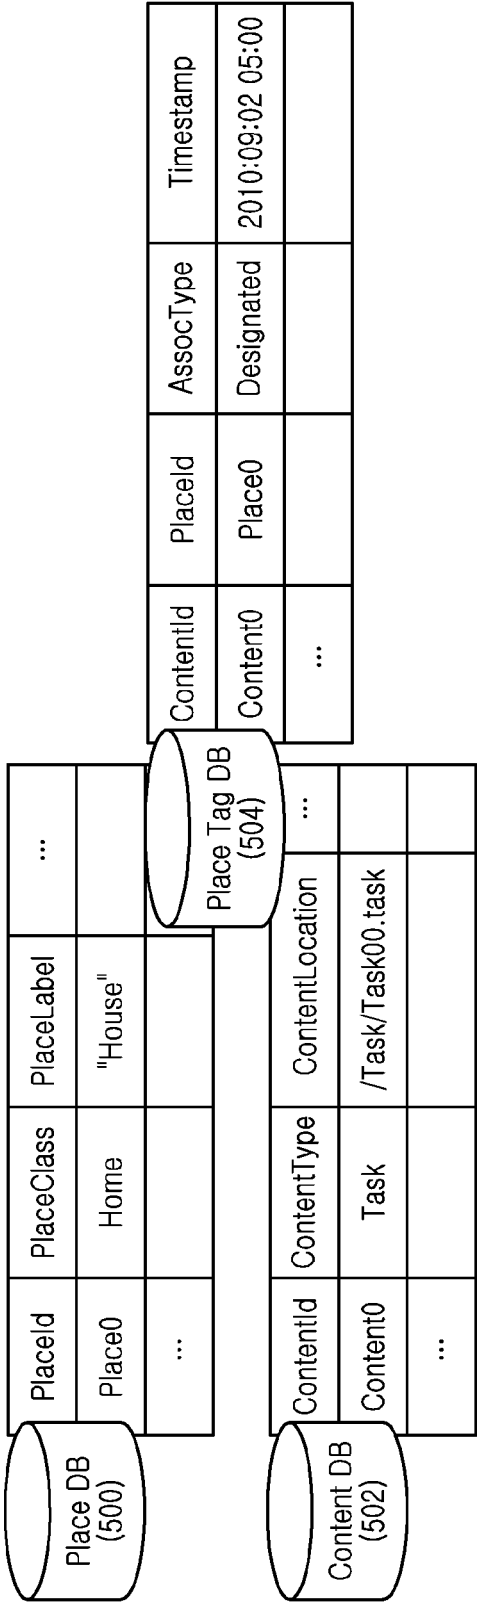 Place DB
(500)
PlaceId PlaceClass PlaceLabel ...
Place0 Home "House"
...
Content DB
(502)
ContentId ContentType ContentLocation ...
Content0 Task /Task/Task00.task
...
Place Tag DB
(504)
ContentId PlaceId AssocType Timestamp
Content0 Place0 Designated 2010:09:02 05:00
...